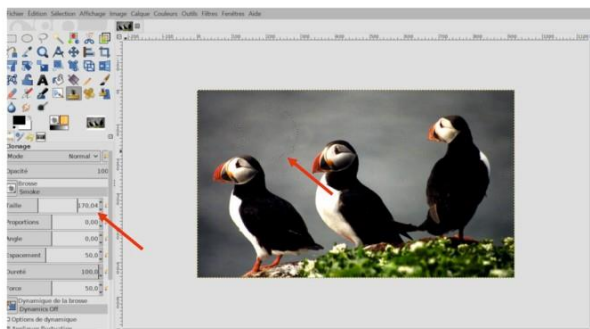 Fichier Édition Sélection Affichage Image Calque Couleurs Outils Filtres Fenêtres Aide
Clonage
Mode Normal
Opacité 100
Brosse
Smoke
Taille 170,04
Proportions 0,00
Angle 0,00
Espacement 50,0
Dureté 100,0
Force 50,0
Dynamique de la brosse
Dynamics Off
Options de dynamique